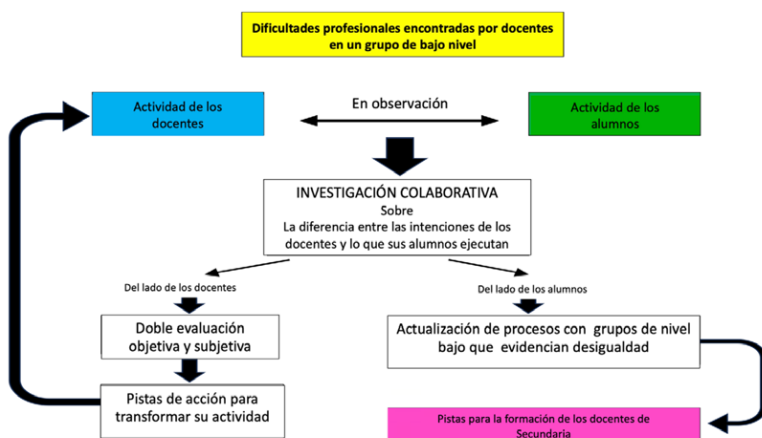 Dificultades profesionales encontradas por docentes
en un grupo de bajo nivel
Actividad de los
docentes
En observación
Actividad de los
alumnos
INVESTIGACIÓN COLABORATIVA
Sobre
La diferencia entre las intenciones de los
docentes y lo que sus alumnos ejecutan
Del lado de los docentes
Del lado de los alumnos
Doble evaluación
objetiva y subjetiva
Actualización de procesos con grupos de nivel
bajo que evidencian desigualdad
Pistas de acción para
transformar su actividad
Pistas para la formación de los docentes de
Secundaria